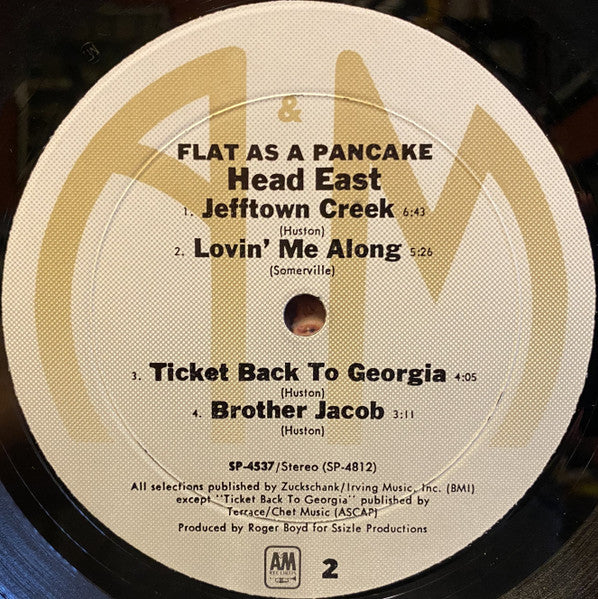 A & M
FLAT AS A PANCAKE
Head East
1. Jefftown Creek 6:43
(Huston)
2. Lovin' Me Along 5:26
(Somerville)
3. Ticket Back To Georgia 4:05
(Huston)
4. Brother Jacob 3:11
(Huston)
SP-4537/Stereo (SP-4812)
All selections published by Zuckschank/Irving Music, Inc. (BMI)
except "Ticket Back To Georgia" published by
Terrace/Chet Music (ASCAP)
Produced by Roger Boyd for Ssizle Productions
A&M
RECORDS
2